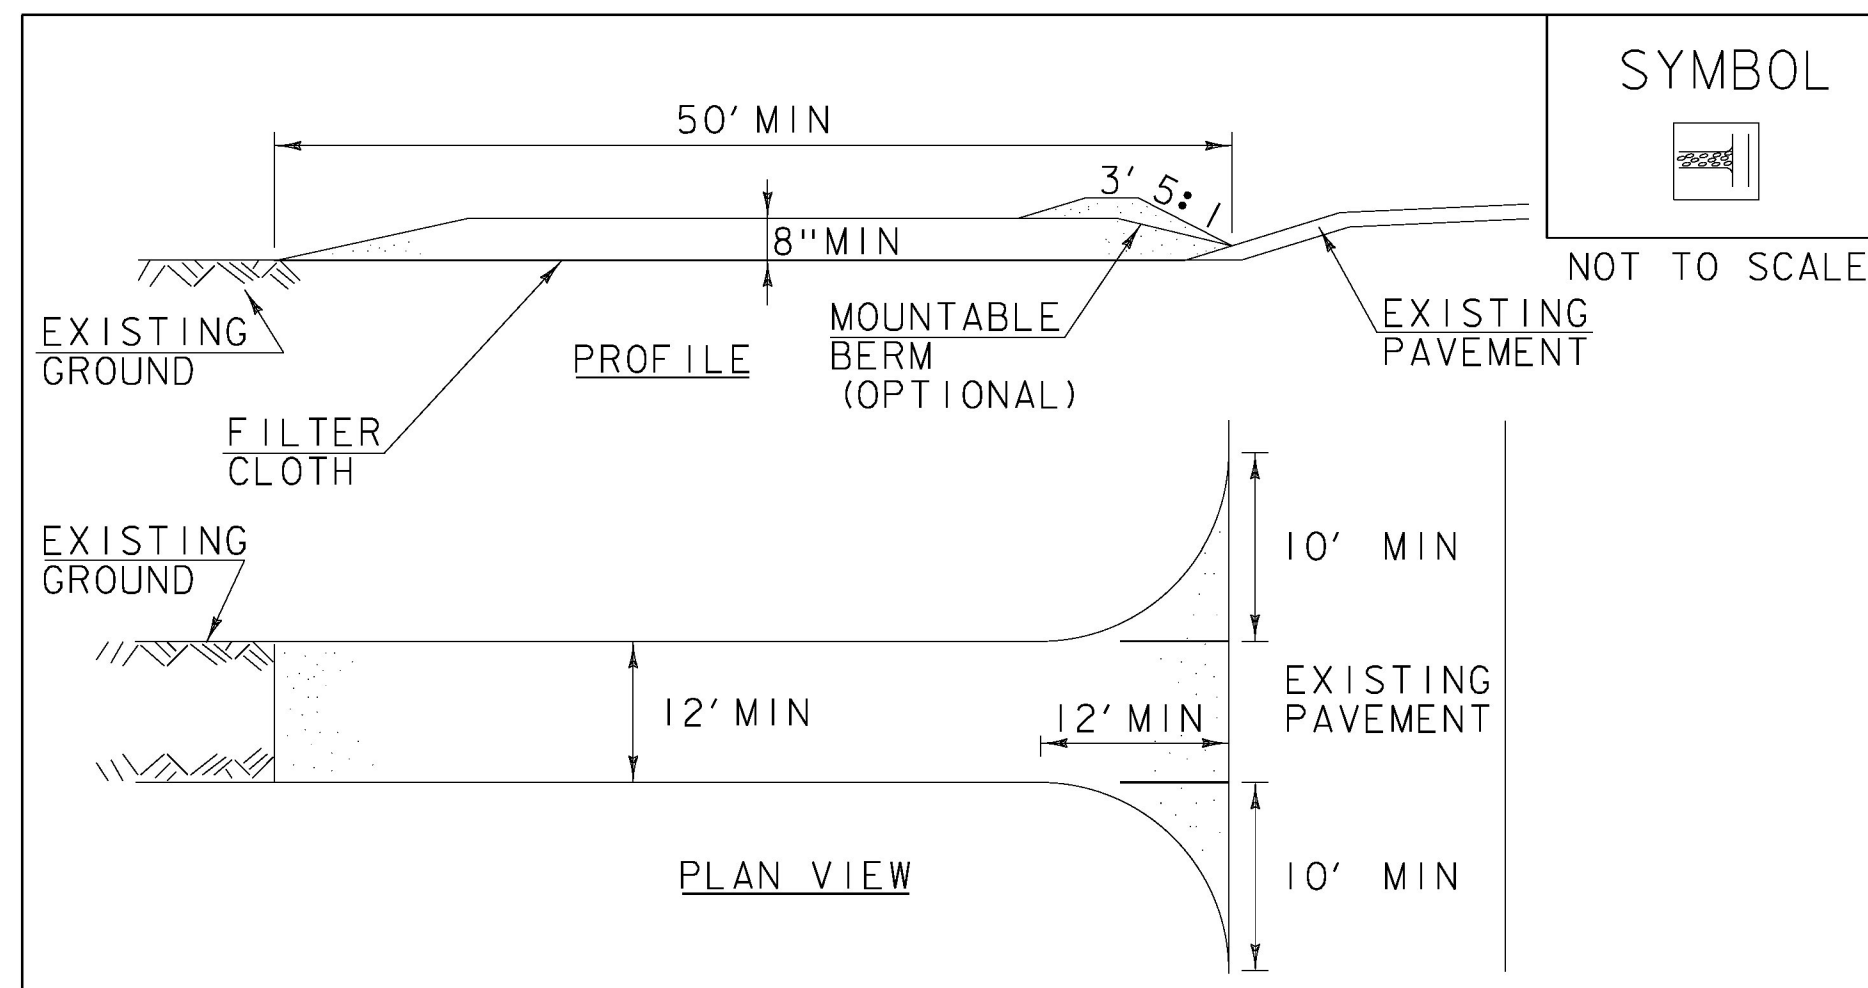 SYMBOL
NOT TO SCALE
50' MIN
3' 5:1
8" MIN
EXISTING
GROUND
PROFILE
MOUNTABLE
BERM
(OPTIONAL)
EXISTING
PAVEMENT
FILTER
CLOTH
EXISTING
GROUND
10' MIN
12' MIN
12' MIN
EXISTING
PAVEMENT
PLAN VIEW
10' MIN